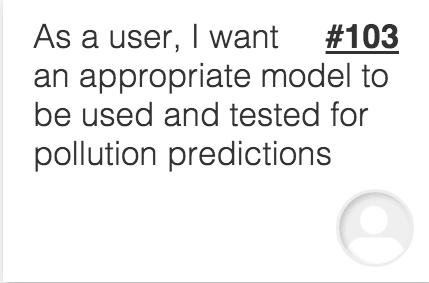 As a user, I want #103
an appropriate model to
be used and tested for
pollution predictions